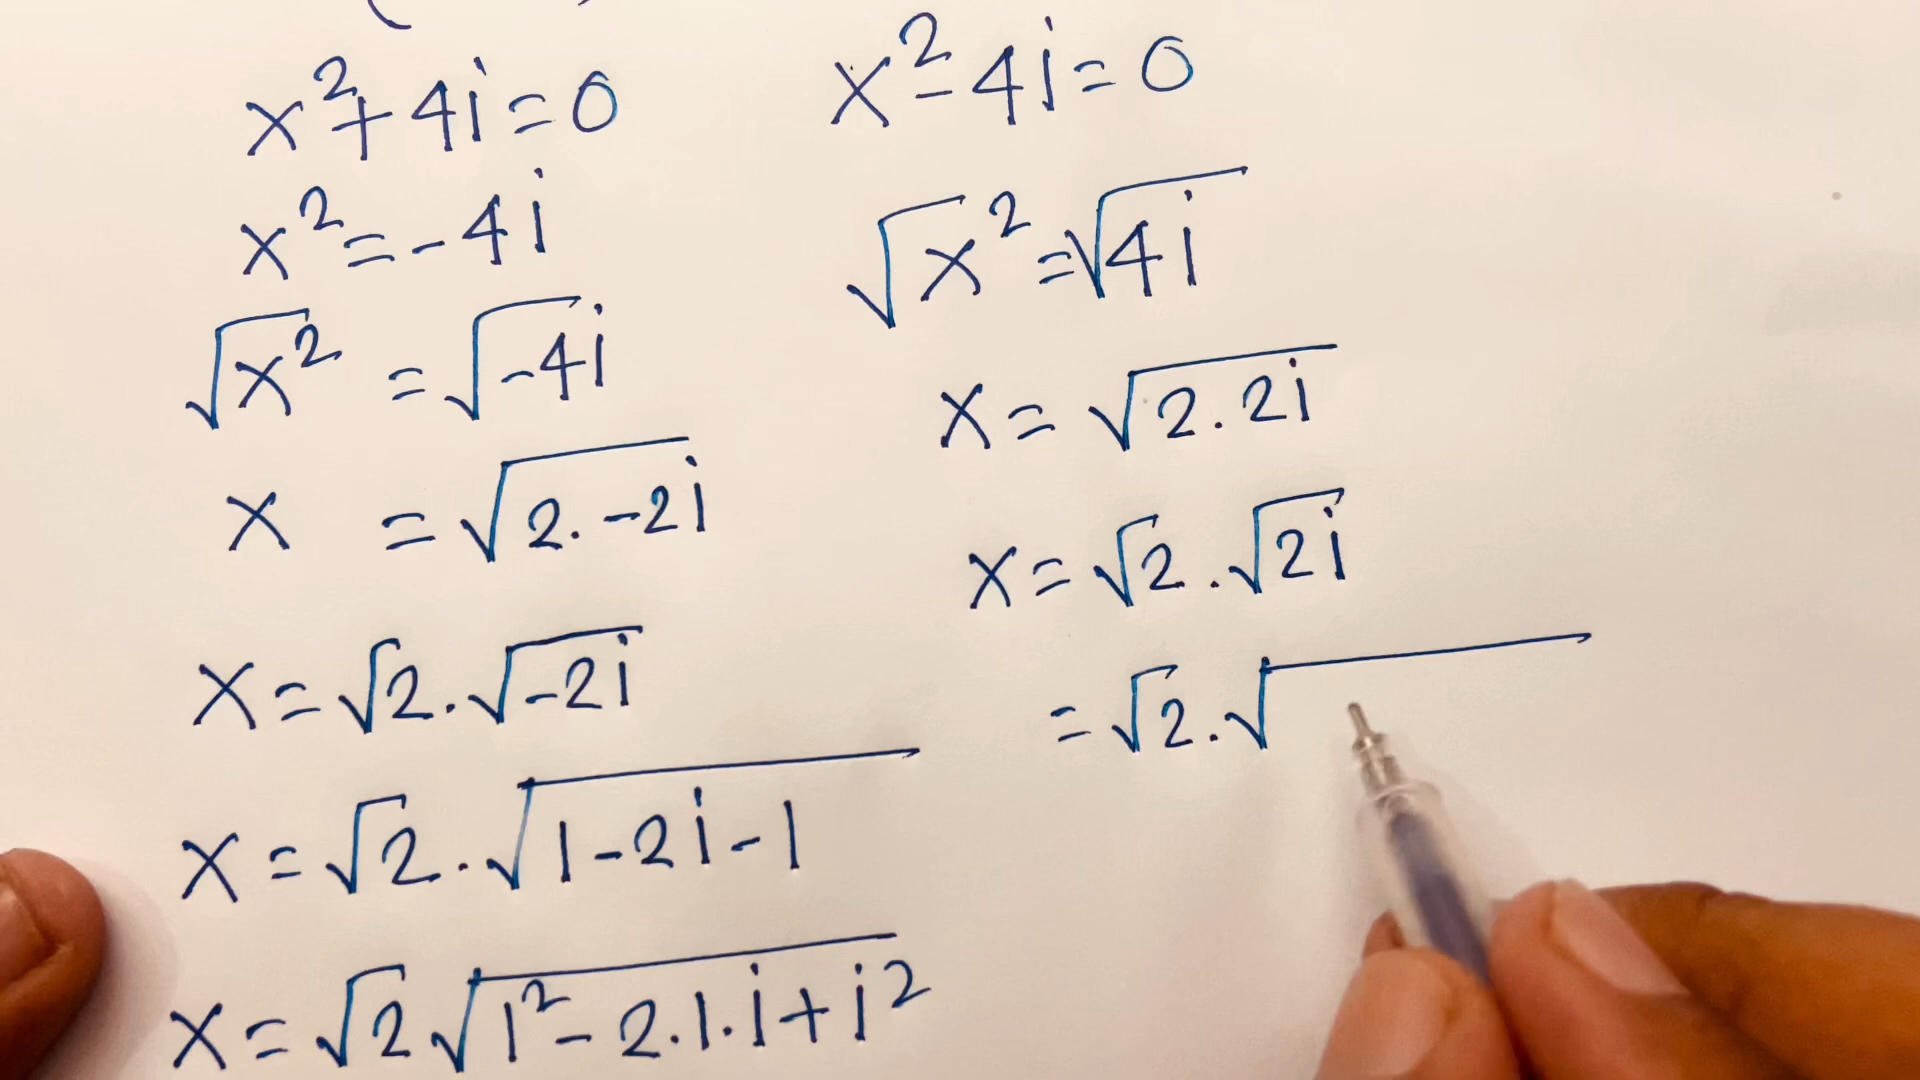 x²+4i=0
x²=-4i
√x² = √-4i
x = √2.-2i
x=√2.√-2i
x=√2.√1-2i-1
x=√2√1²-2.1.i+i²
x²-4i=0
√x²=√4i
x=√2.2i
x=√2.√2i
=√2.√